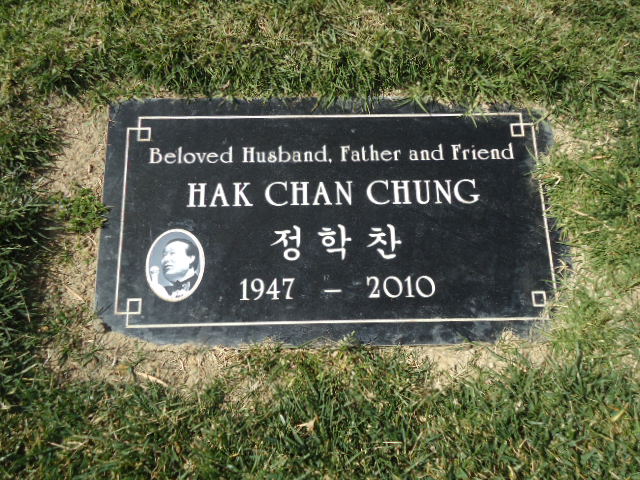 Beloved Husband, Father and Friend
HAK CHAN CHUNG
정학찬
1947 – 2010